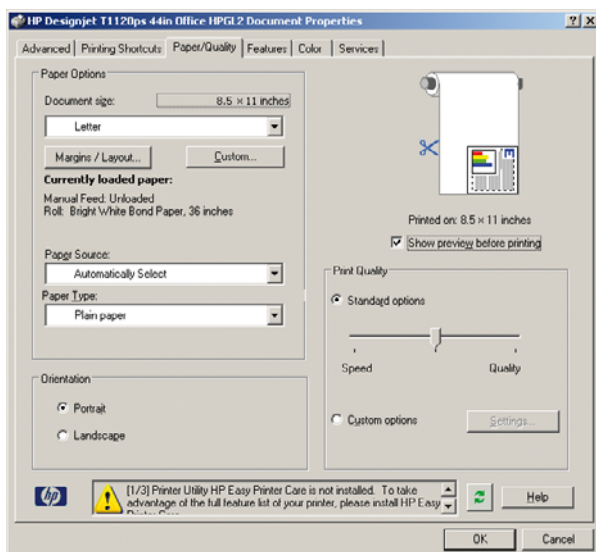 HP Designjet T1120ps 44in Office HPGL2 Document Properties
Advanced Printing Shortcuts Paper/Quality Features Color Services
Paper Options
Document size: 8.5 × 11 inches
Letter
Margins / Layout... Custom...
Currently loaded paper:
Manual Feed: Unloaded
Roll: Bright White Bond Paper, 36 inches
Paper Source:
Automatically Select
Paper Type:
Plain paper
Orientation
Portrait
Landscape
Printed on: 8.5 × 11 inches
Show preview before printing
Print Quality
Standard options
Speed Quality
Custom options Settings...
hp
[1/3] Printer Utility HP Easy Printer Care is not installed. To take
advantage of the full feature list of your printer, please install HP Easy
Printer Care
Help
OK Cancel